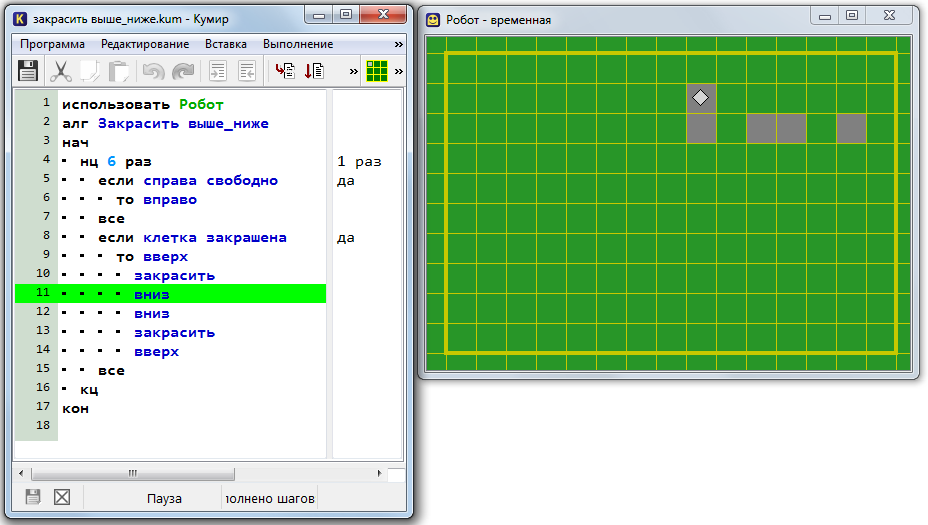 закрасить выше_ниже.kum - Кумир
Программа Редактирование Вставка Выполнение »
» »
1 использовать Робот
2 алг Закрасить выше_ниже
3 нач
4 нц 6 раз 1 раз
5 если справа свободно да
6 то вправо
7 все
8 если клетка закрашена да
9 то вверх
10 закрасить
11 вниз
12 вниз
13 закрасить
14 вверх
15 все
16 кц
17 кон
18
Пауза олнено шагов
Робот - временная